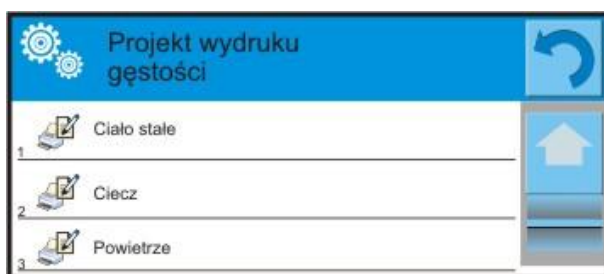 Projekt wydruku
gęstości
1 Ciało stałe
2 Ciecz
3 Powietrze